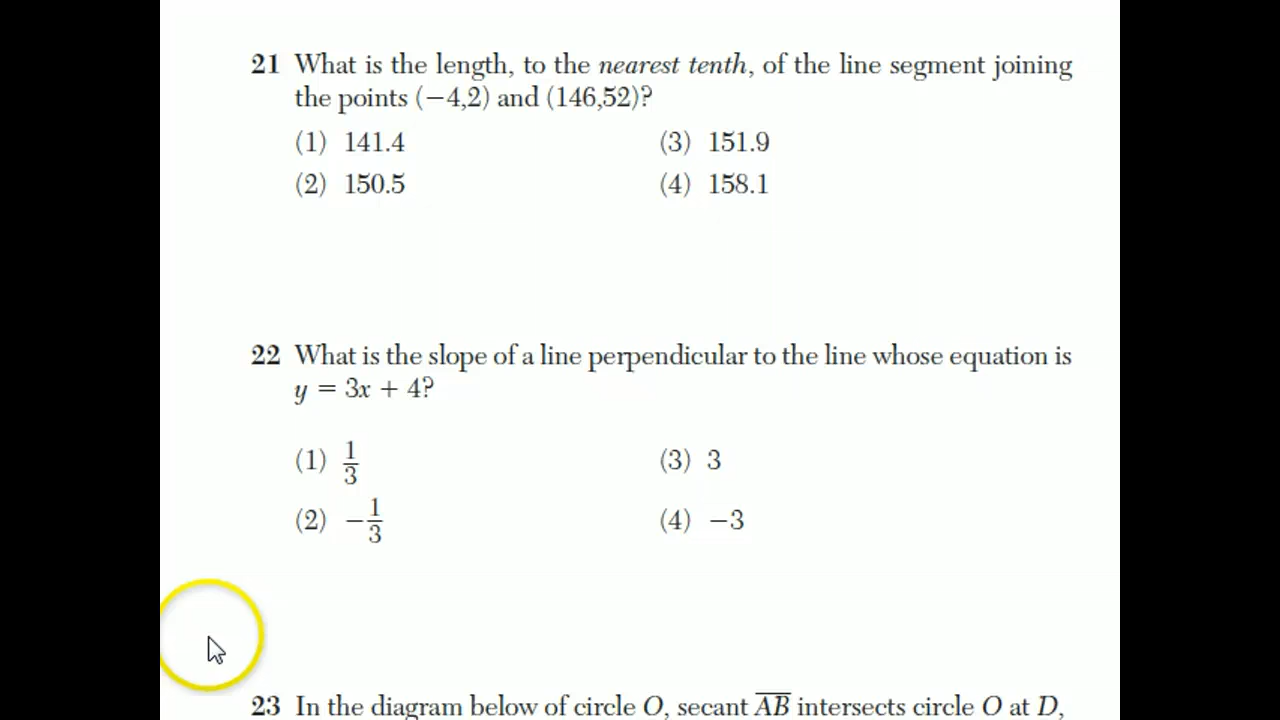 21 What is the length, to the nearest tenth, of the line segment joining
the points (−4,2) and (146,52)?
(1) 141.4 (3) 151.9
(2) 150.5 (4) 158.1
22 What is the slope of a line perpendicular to the line whose equation is
y = 3x + 4?
(1) 1/3 (3) 3
(2) −1/3 (4) −3
23 In the diagram below of circle O, secant AB intersects circle O at D,